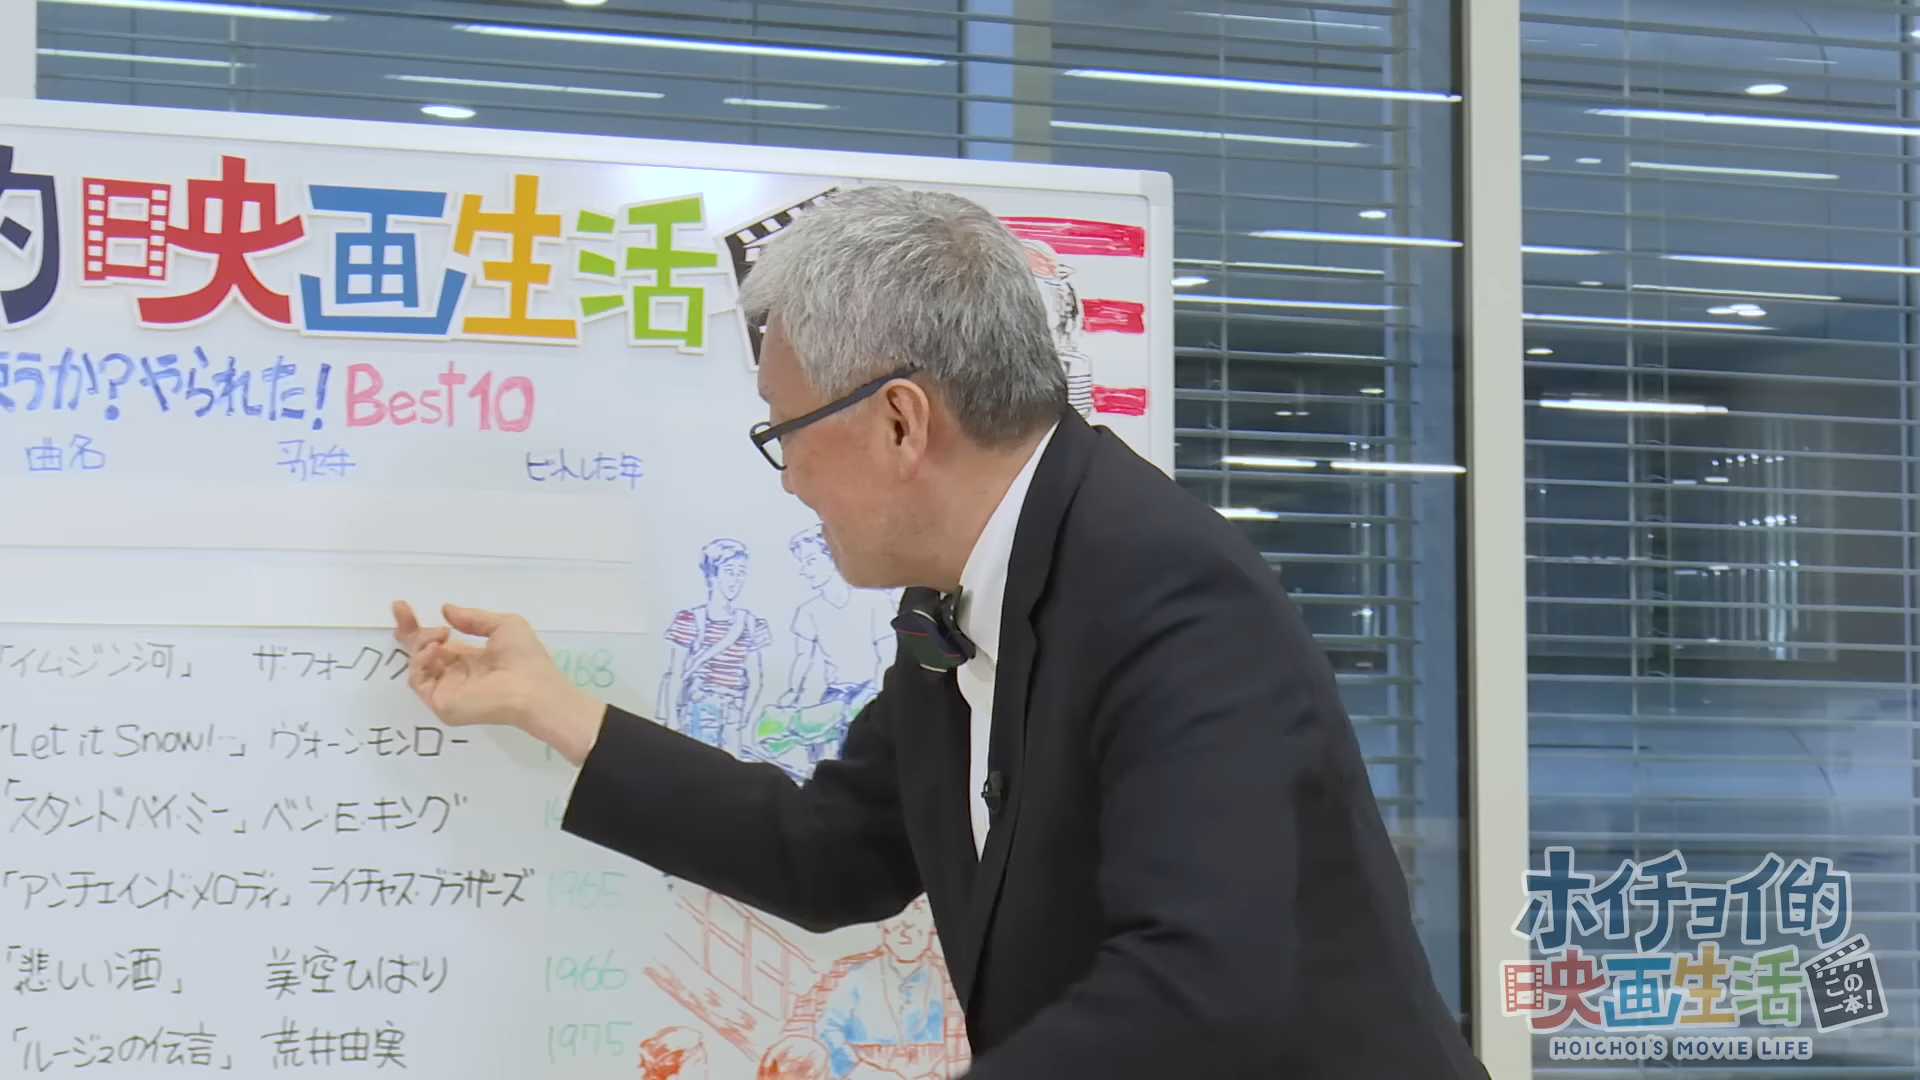 的映画生活
うか?やられた! Best10
曲名 歌手 ヒットした年
「イムジン河」 ザ・フォークク 1968
「Let it Snow!…」 ヴォーン・モンロー
「スタンドバイ・ミー」 ベン・E・キング
「アンチェインド・メロディ」 ライチャス・ブラザーズ 1965
「悲しい酒」 美空ひばり 1966
「ルージュの伝言」 荒井由実 1975
ホイチョイ的
映画生活
この一本!
HOICHOI'S MOVIE LIFE